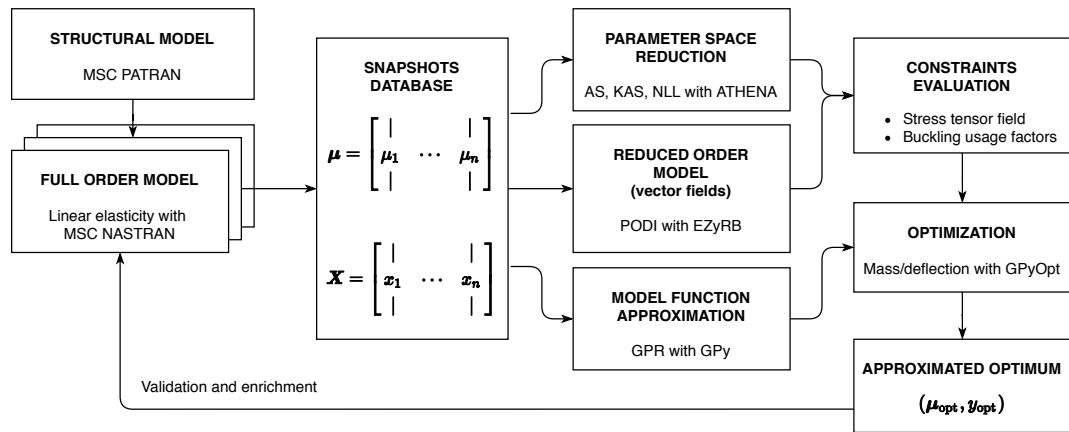 STRUCTURAL MODEL
MSC PATRAN
FULL ORDER MODEL
Linear elasticity with
MSC NASTRAN
SNAPSHOTS
DATABASE
μ = [ | | ]
[ μ₁ ⋯ μₙ ]
[ | | ]
X = [ | | ]
[ x₁ ⋯ xₙ ]
[ | | ]
PARAMETER SPACE
REDUCTION
AS, KAS, NLL with ATHENA
REDUCED ORDER
MODEL
(vector fields)
PODI with EZyRB
MODEL FUNCTION
APPROXIMATION
GPR with GPy
CONSTRAINTS
EVALUATION
• Stress tensor field
• Buckling usage factors
OPTIMIZATION
Mass/deflection with GPyOpt
APPROXIMATED OPTIMUM
(μopt, yopt)
Validation and enrichment